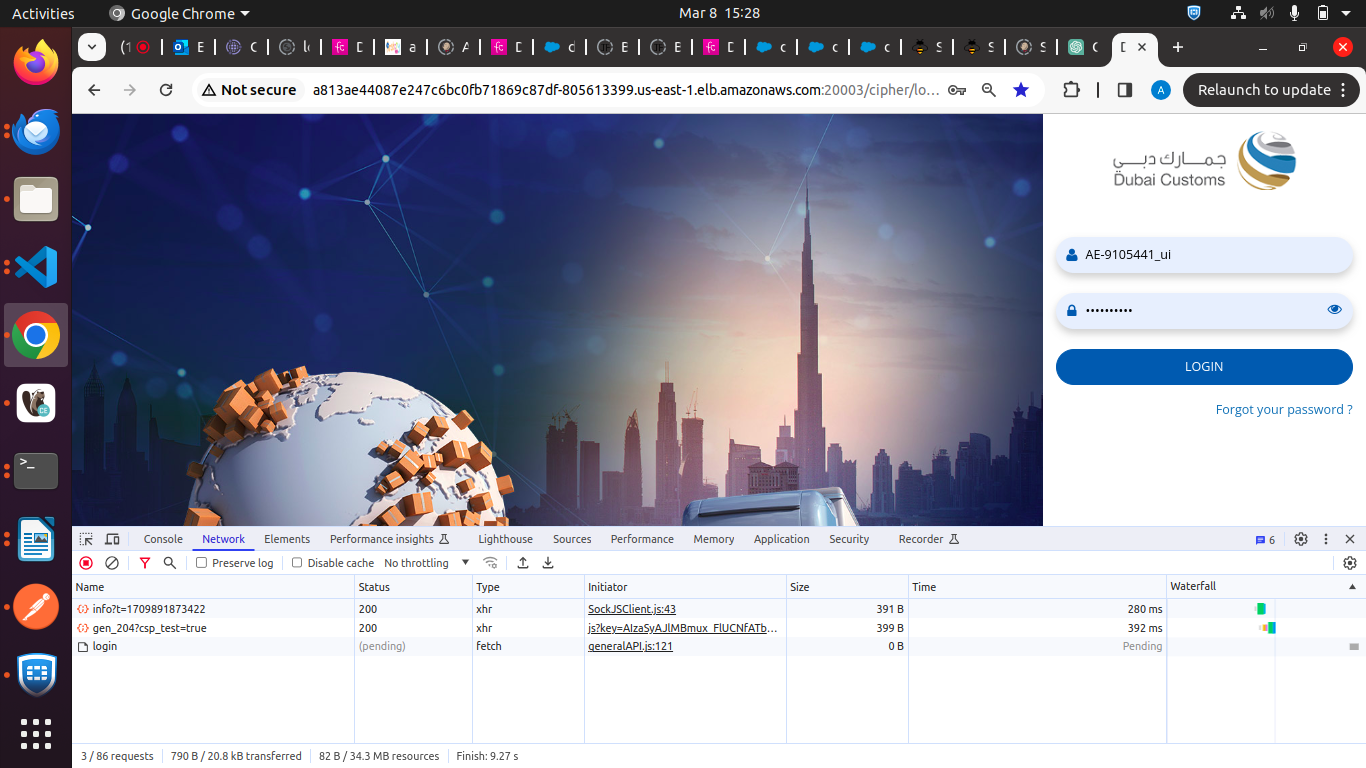 Activities
Google Chrome
Mar 8 15:28
Not secure
a813ae44087e247c6bc0fb71869c87df-805613399.us-east-1.elb.amazonaws.com:20003/cipher/lo...
A
Relaunch to update
جمارك دبي
Dubai Customs
AE-9105441_ui
••••••••••
LOGIN
Forgot your password ?
Console Network Elements Performance insights Lighthouse Sources Performance Memory Application Security Recorder 6
Preserve log Disable cache No throttling
Name Status Type Initiator Size Time Waterfall
info?t=1709891873422 200 xhr SockJSClient.js:43 391 B 280 ms
gen_204?csp_test=true 200 xhr js?key=AIzaSyAJlMBmux_FlUCNfATb... 399 B 392 ms
login (pending) fetch generalAPI.js:121 0 B Pending
3 / 86 requests 790 B / 20.8 kB transferred 82 B / 34.3 MB resources Finish: 9.27 s